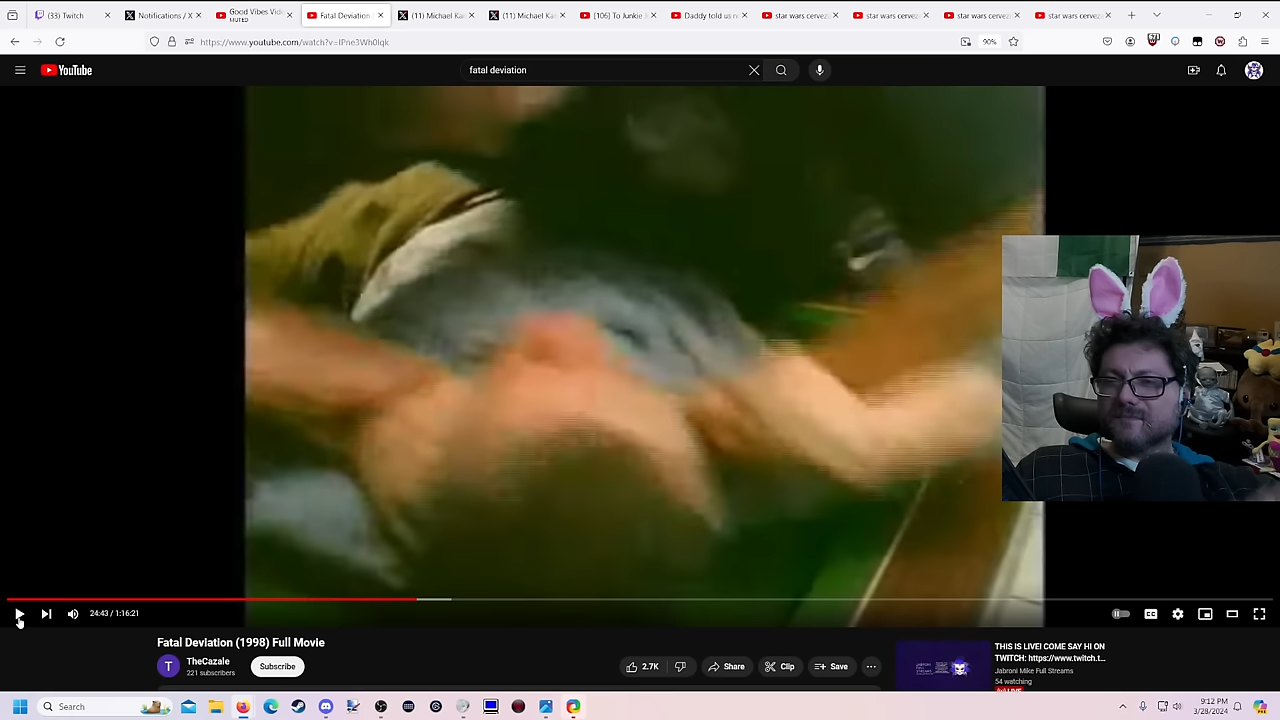 (33) Twitch
Notifications / X
Good Vibes Vide
MUTED
Fatal Deviation
(11) Michael Ka
(11) Michael Ka
[106] To Junkie
Daddy told us n
star wars cerve
star wars cerve
star wars cerve
star wars cerve
https://www.youtube.com/watch?v=IPne3Wh0lqk
90%
YouTube
fatal deviation
24:43 / 1:16:21
Fatal Deviation (1998) Full Movie
T
TheCazale
221 subscribers
Subscribe
2.7K
Share
Clip
Save
THIS IS LIVE! COME SAY HI ON
TWITCH: https://www.twitch.t...
Jabroni Mike Full Streams
54 watching
Search
9:12 PM
3/28/2024